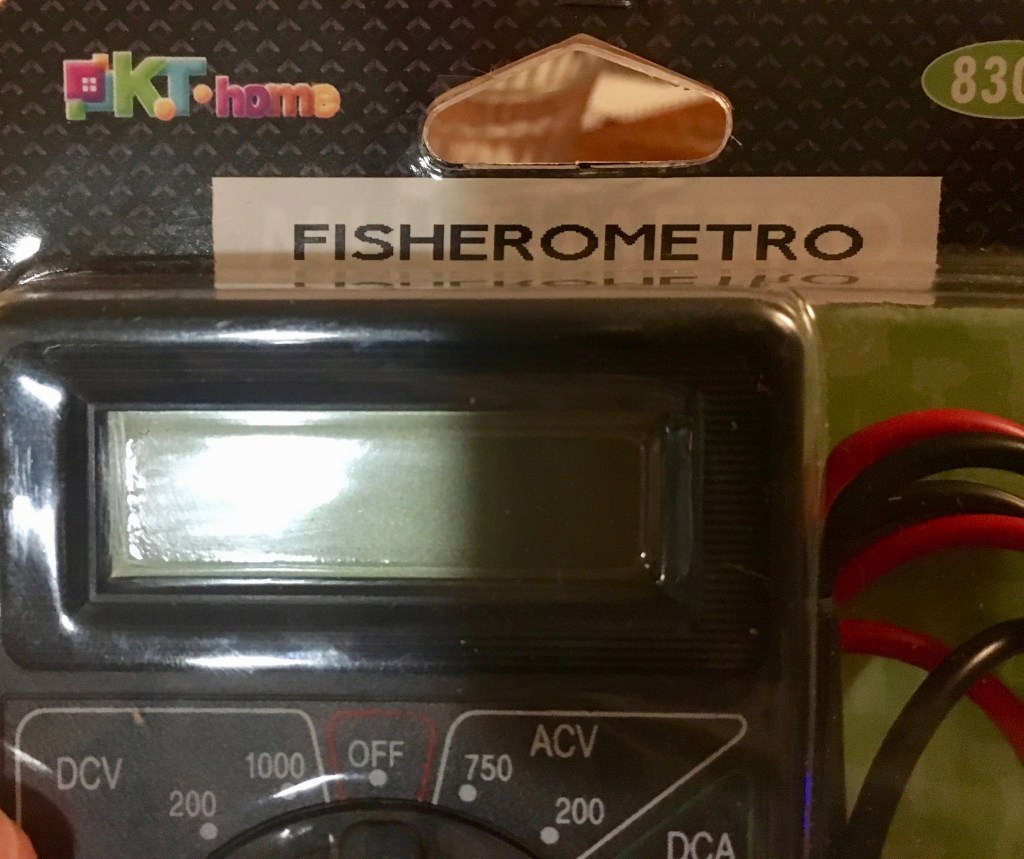 KT·home
830
FISHEROMETRO
DCV
1000
OFF
ACV
750
200
200
DCA